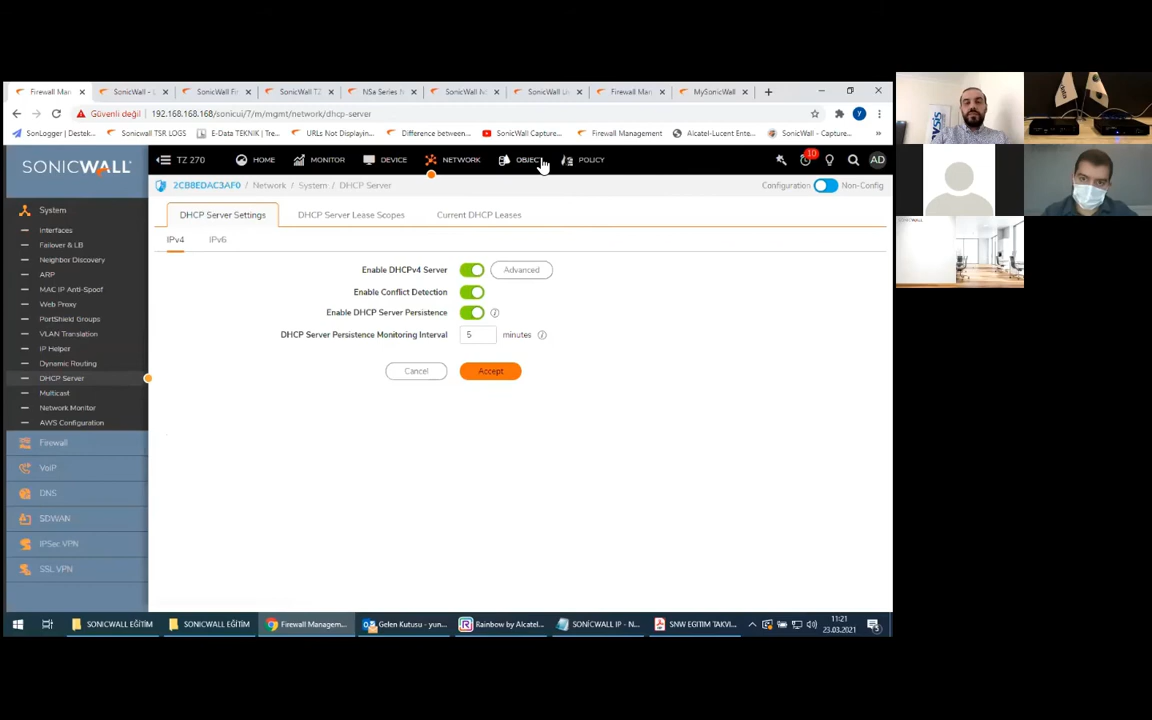 Firewall Ma
SonicWall - L
SonicWall Fi
SonicWall TZ
NSa Series N
SonicWall N
SonicWall Un
Firewall Man
MySonicWall
Güvenli değil
192.168.168.168/sonicui/7/m/mgmt/network/dhcp-server
SonLogger | Destek...
SonicWall TSR LOGS
E-Data TEKNİK | Tre...
URLs Not Displayin...
Difference between...
SonicWall Capture...
Firewall Management
Alcatel-Lucent Ente...
SonicWall - Capture...
SONICWALL
TZ 270
HOME
MONITOR
DEVICE
NETWORK
OBJECT
POLICY
10
AD
2CB8EDAC3AF0 / Network / System / DHCP Server
Configuration
Non-Config
System
Interfaces
Failover & LB
Neighbor Discovery
ARP
MAC IP Anti-Spoof
Web Proxy
PortShield Groups
VLAN Translation
IP Helper
Dynamic Routing
DHCP Server
Multicast
Network Monitor
AWS Configuration
Firewall
VoIP
DNS
SDWAN
IPSec VPN
SSL VPN
DHCP Server Settings
DHCP Server Lease Scopes
Current DHCP Leases
IPv4
IPv6
Enable DHCPv4 Server
Advanced
Enable Conflict Detection
Enable DHCP Server Persistence
DHCP Server Persistence Monitoring Interval
5
minutes
Cancel
Accept
SONICWALL EĞİTİM
SONICWALL EĞİTİM
Firewall Managem...
Gelen Kutusu - yun...
Rainbow by Alcatel...
SONİCWALL IP - N...
SNW EGITIM TAKVI...
11:21
23.03.2021